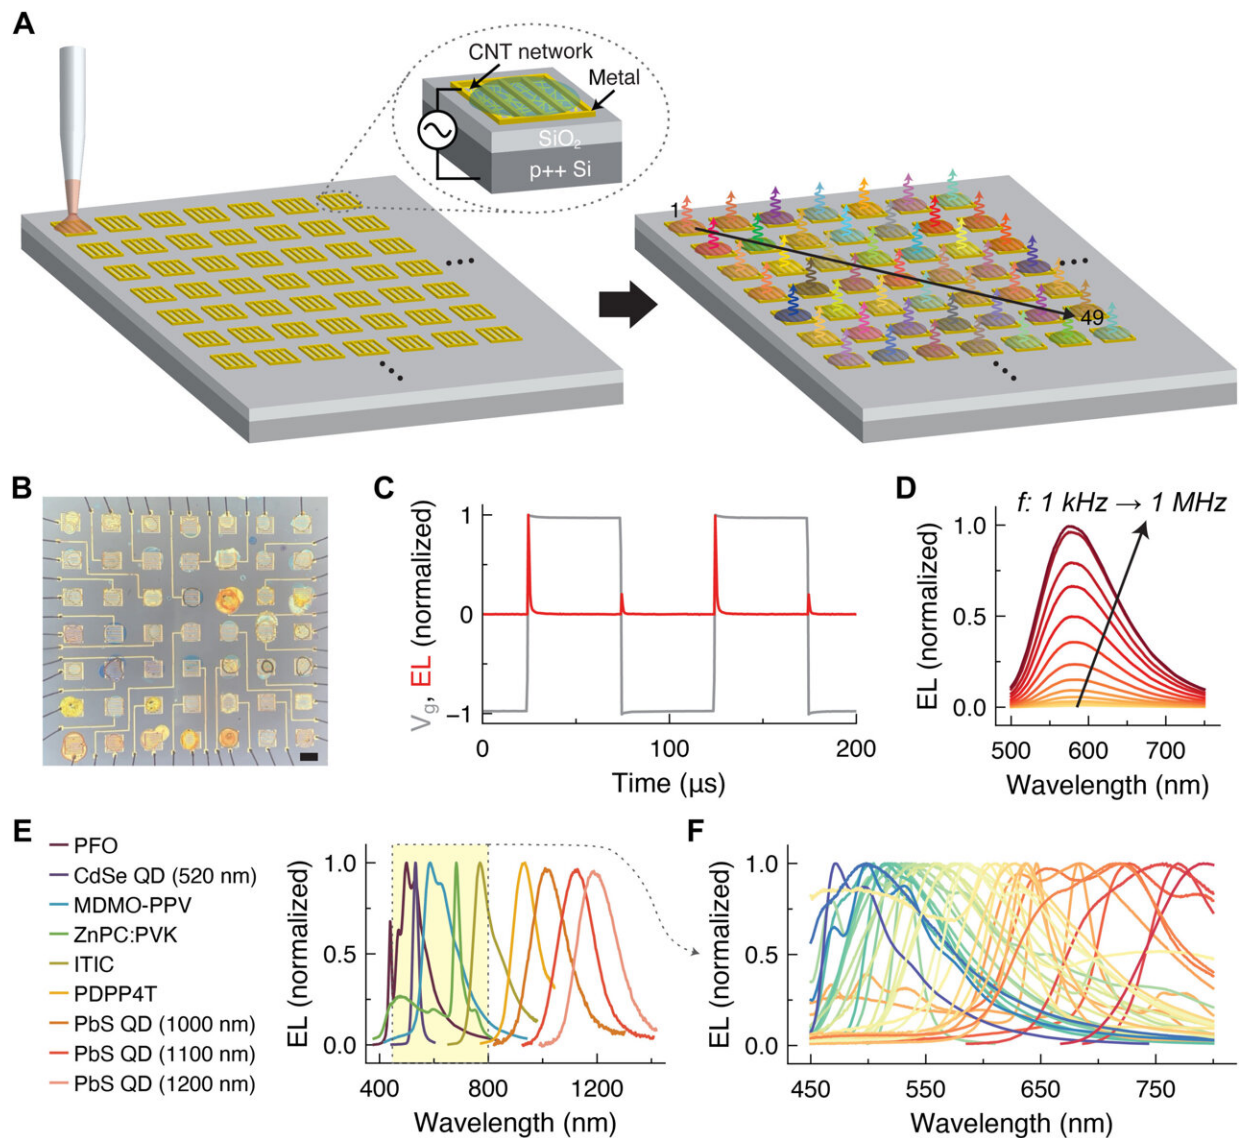 A
CNT network
Metal
SiO₂
p++ Si
1
49
B
C
V_g, EL (normalized)
1
0
−1
0
100
200
Time (µs)
D
f: 1 kHz → 1 MHz
EL (normalized)
1.0
0.5
0.0
500
600
700
Wavelength (nm)
E
PFO
CdSe QD (520 nm)
MDMO-PPV
ZnPC:PVK
ITIC
PDPP4T
PbS QD (1000 nm)
PbS QD (1100 nm)
PbS QD (1200 nm)
EL (normalized)
1.0
0.5
0.0
400
800
1200
Wavelength (nm)
F
EL (normalized)
1.0
0.5
0.0
450
550
650
750
Wavelength (nm)